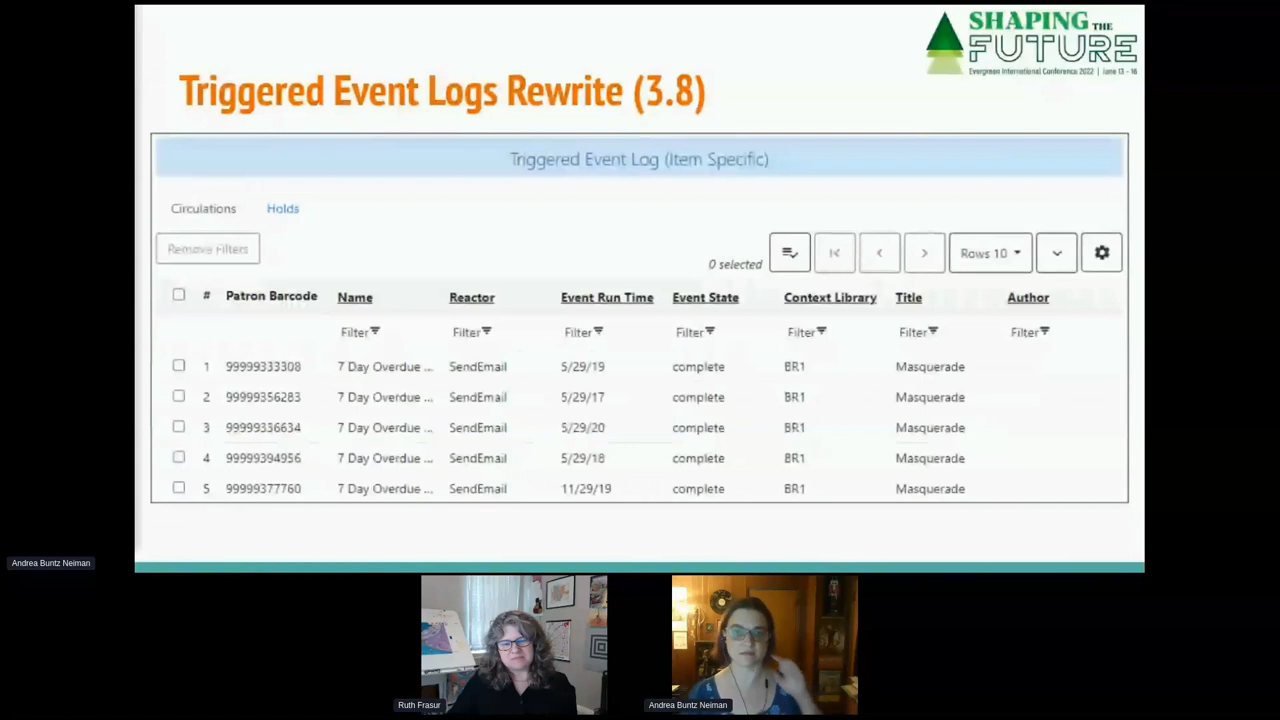 SHAPING THE
FUTURE
Evergreen International Conference 2022 | June 13 - 16
Triggered Event Logs Rewrite (3.8)
Triggered Event Log (Item Specific)
Circulations Holds
Remove Filters
0 selected Rows 10
# Patron Barcode Name Reactor Event Run Time Event State Context Library Title Author
Filter Filter Filter Filter Filter Filter Filter
1 99999333308 7 Day Overdue ... SendEmail 5/29/19 complete BR1 Masquerade
2 99999356283 7 Day Overdue ... SendEmail 5/29/17 complete BR1 Masquerade
3 99999336634 7 Day Overdue ... SendEmail 5/29/20 complete BR1 Masquerade
4 99999394956 7 Day Overdue ... SendEmail 5/29/18 complete BR1 Masquerade
5 99999377760 7 Day Overdue ... SendEmail 11/29/19 complete BR1 Masquerade
Andrea Buntz Neiman
Ruth Frasur
Andrea Buntz Neiman